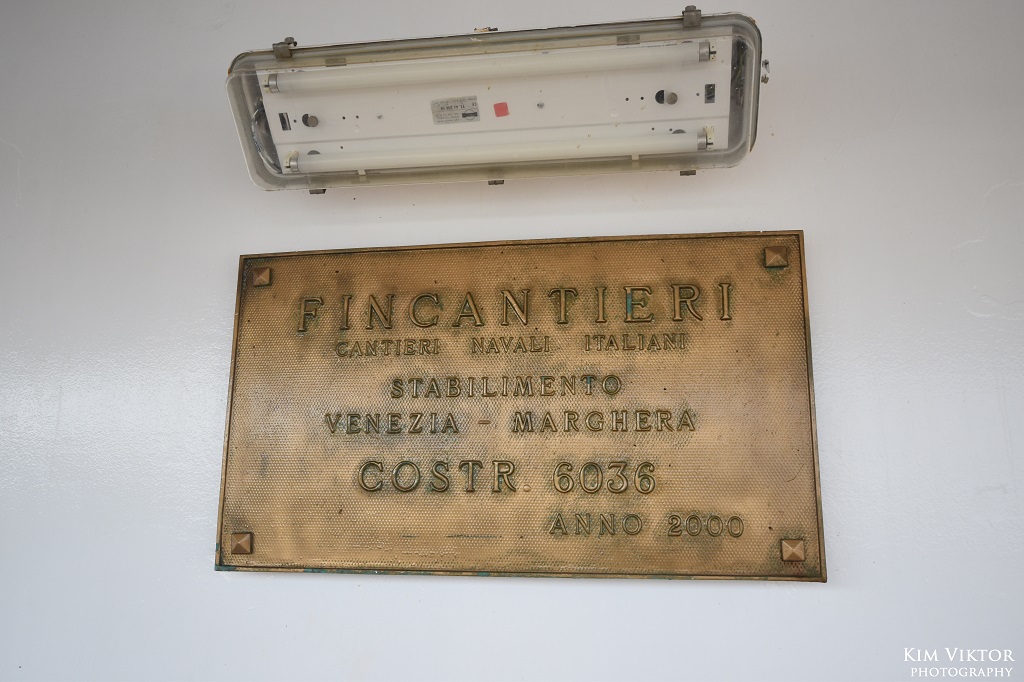 FINCANTIERI
CANTIERI NAVALI ITALIANI
STABILIMENTO
VENEZIA - MARGHERA
COSTR. 6036
ANNO 2000
KIM VIKTOR
PHOTOGRAPHY